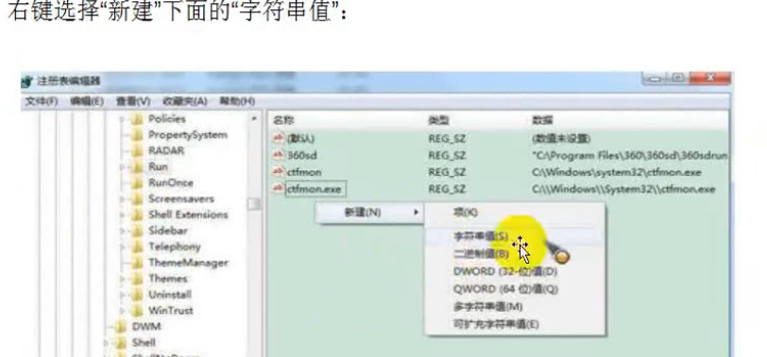 右键选择“新建”下面的“字符串值”：
注册表编辑器
文件(F) 编辑(E) 查看(V) 收藏夹(A) 帮助(H)
Policies
PropertySystem
RADAR
Run
RunOnce
Screensavers
Shell Extensions
Sidebar
Telephony
ThemeManager
Themes
Uninstall
WinTrust
DWM
Shell
名称 类型 数据
(默认) REG_SZ (数值未设置)
360sd REG_SZ "C:\Program Files\360\360sd\360sdrun
ctfmon REG_SZ C:\Windows\system32\ctfmon.exe
ctfmon.exe REG_SZ C:\\Windows\\System32\\ctfmon.exe
新建(N)
项(K)
字符串值(S)
二进制值(B)
DWORD (32-位)值(D)
QWORD (64 位)值(Q)
多字符串值(M)
可扩充字符串值(E)